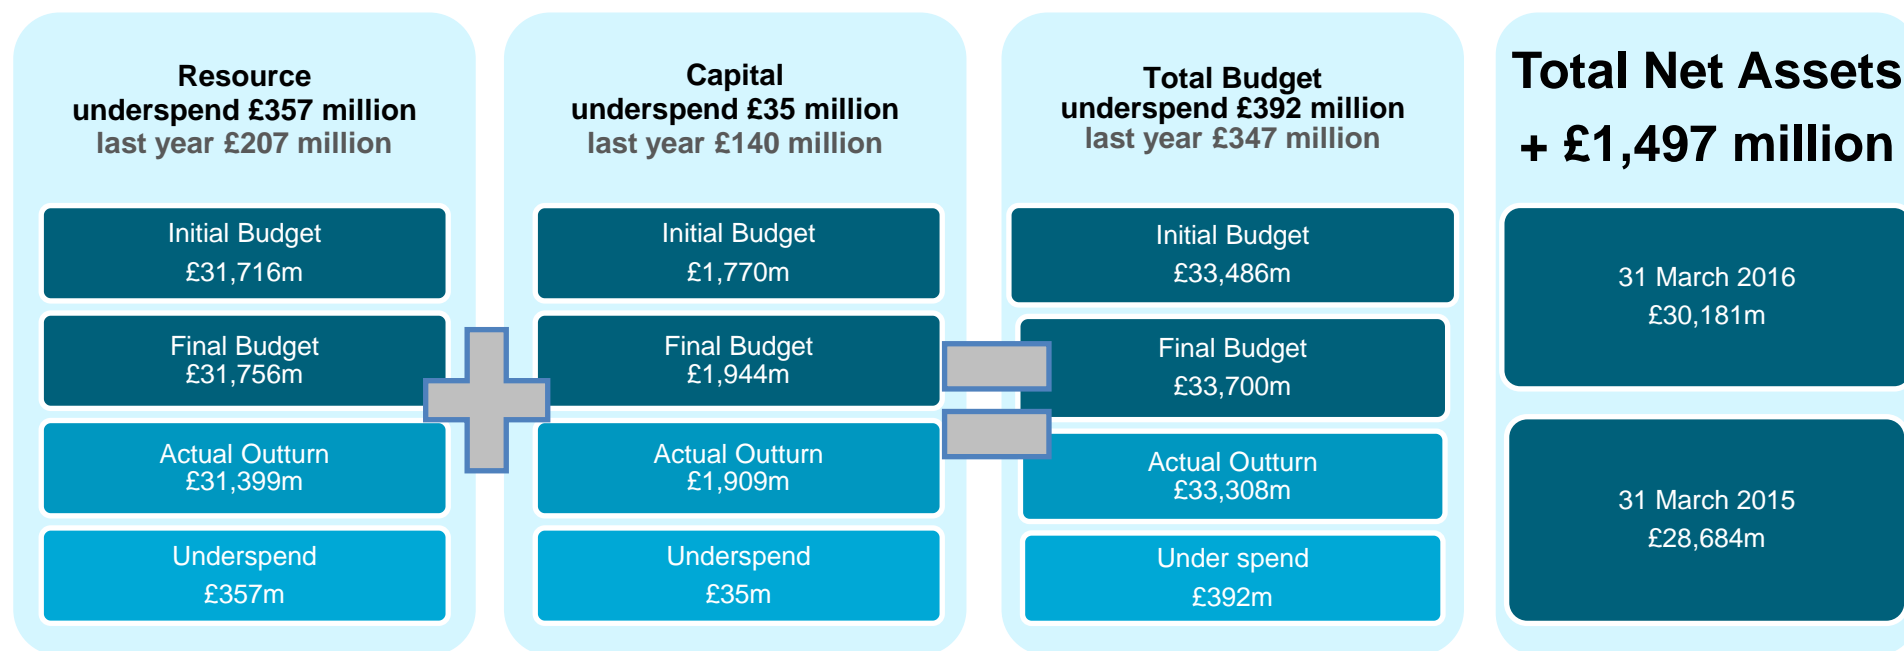 Resource
underspend £357 million
last year £207 million
Initial Budget
£31,716m
Final Budget
£31,756m
Actual Outturn
£31,399m
Underspend
£357m
Capital
underspend £35 million
last year £140 million
Initial Budget
£1,770m
Final Budget
£1,944m
Actual Outturn
£1,909m
Underspend
£35m
Total Budget
underspend £392 million
last year £347 million
Initial Budget
£33,486m
Final Budget
£33,700m
Actual Outturn
£33,308m
Under spend
£392m
Total Net Assets
+ £1,497 million
31 March 2016
£30,181m
31 March 2015
£28,684m